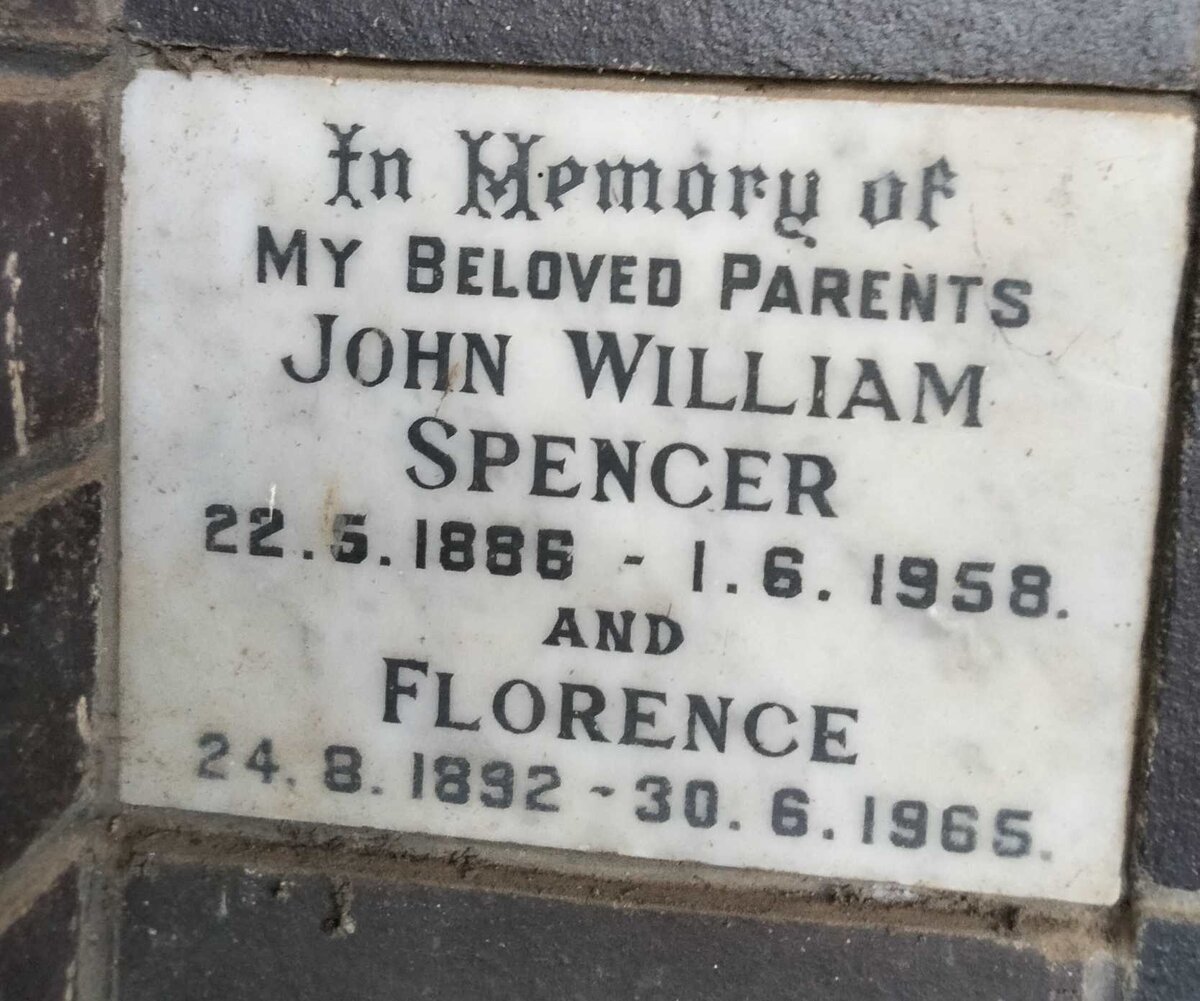 In Memory of
MY BELOVED PARENTS
JOHN WILLIAM
SPENCER
22.5.1886 - 1.6.1958.
AND
FLORENCE
24.8.1892 - 30.6.1965.